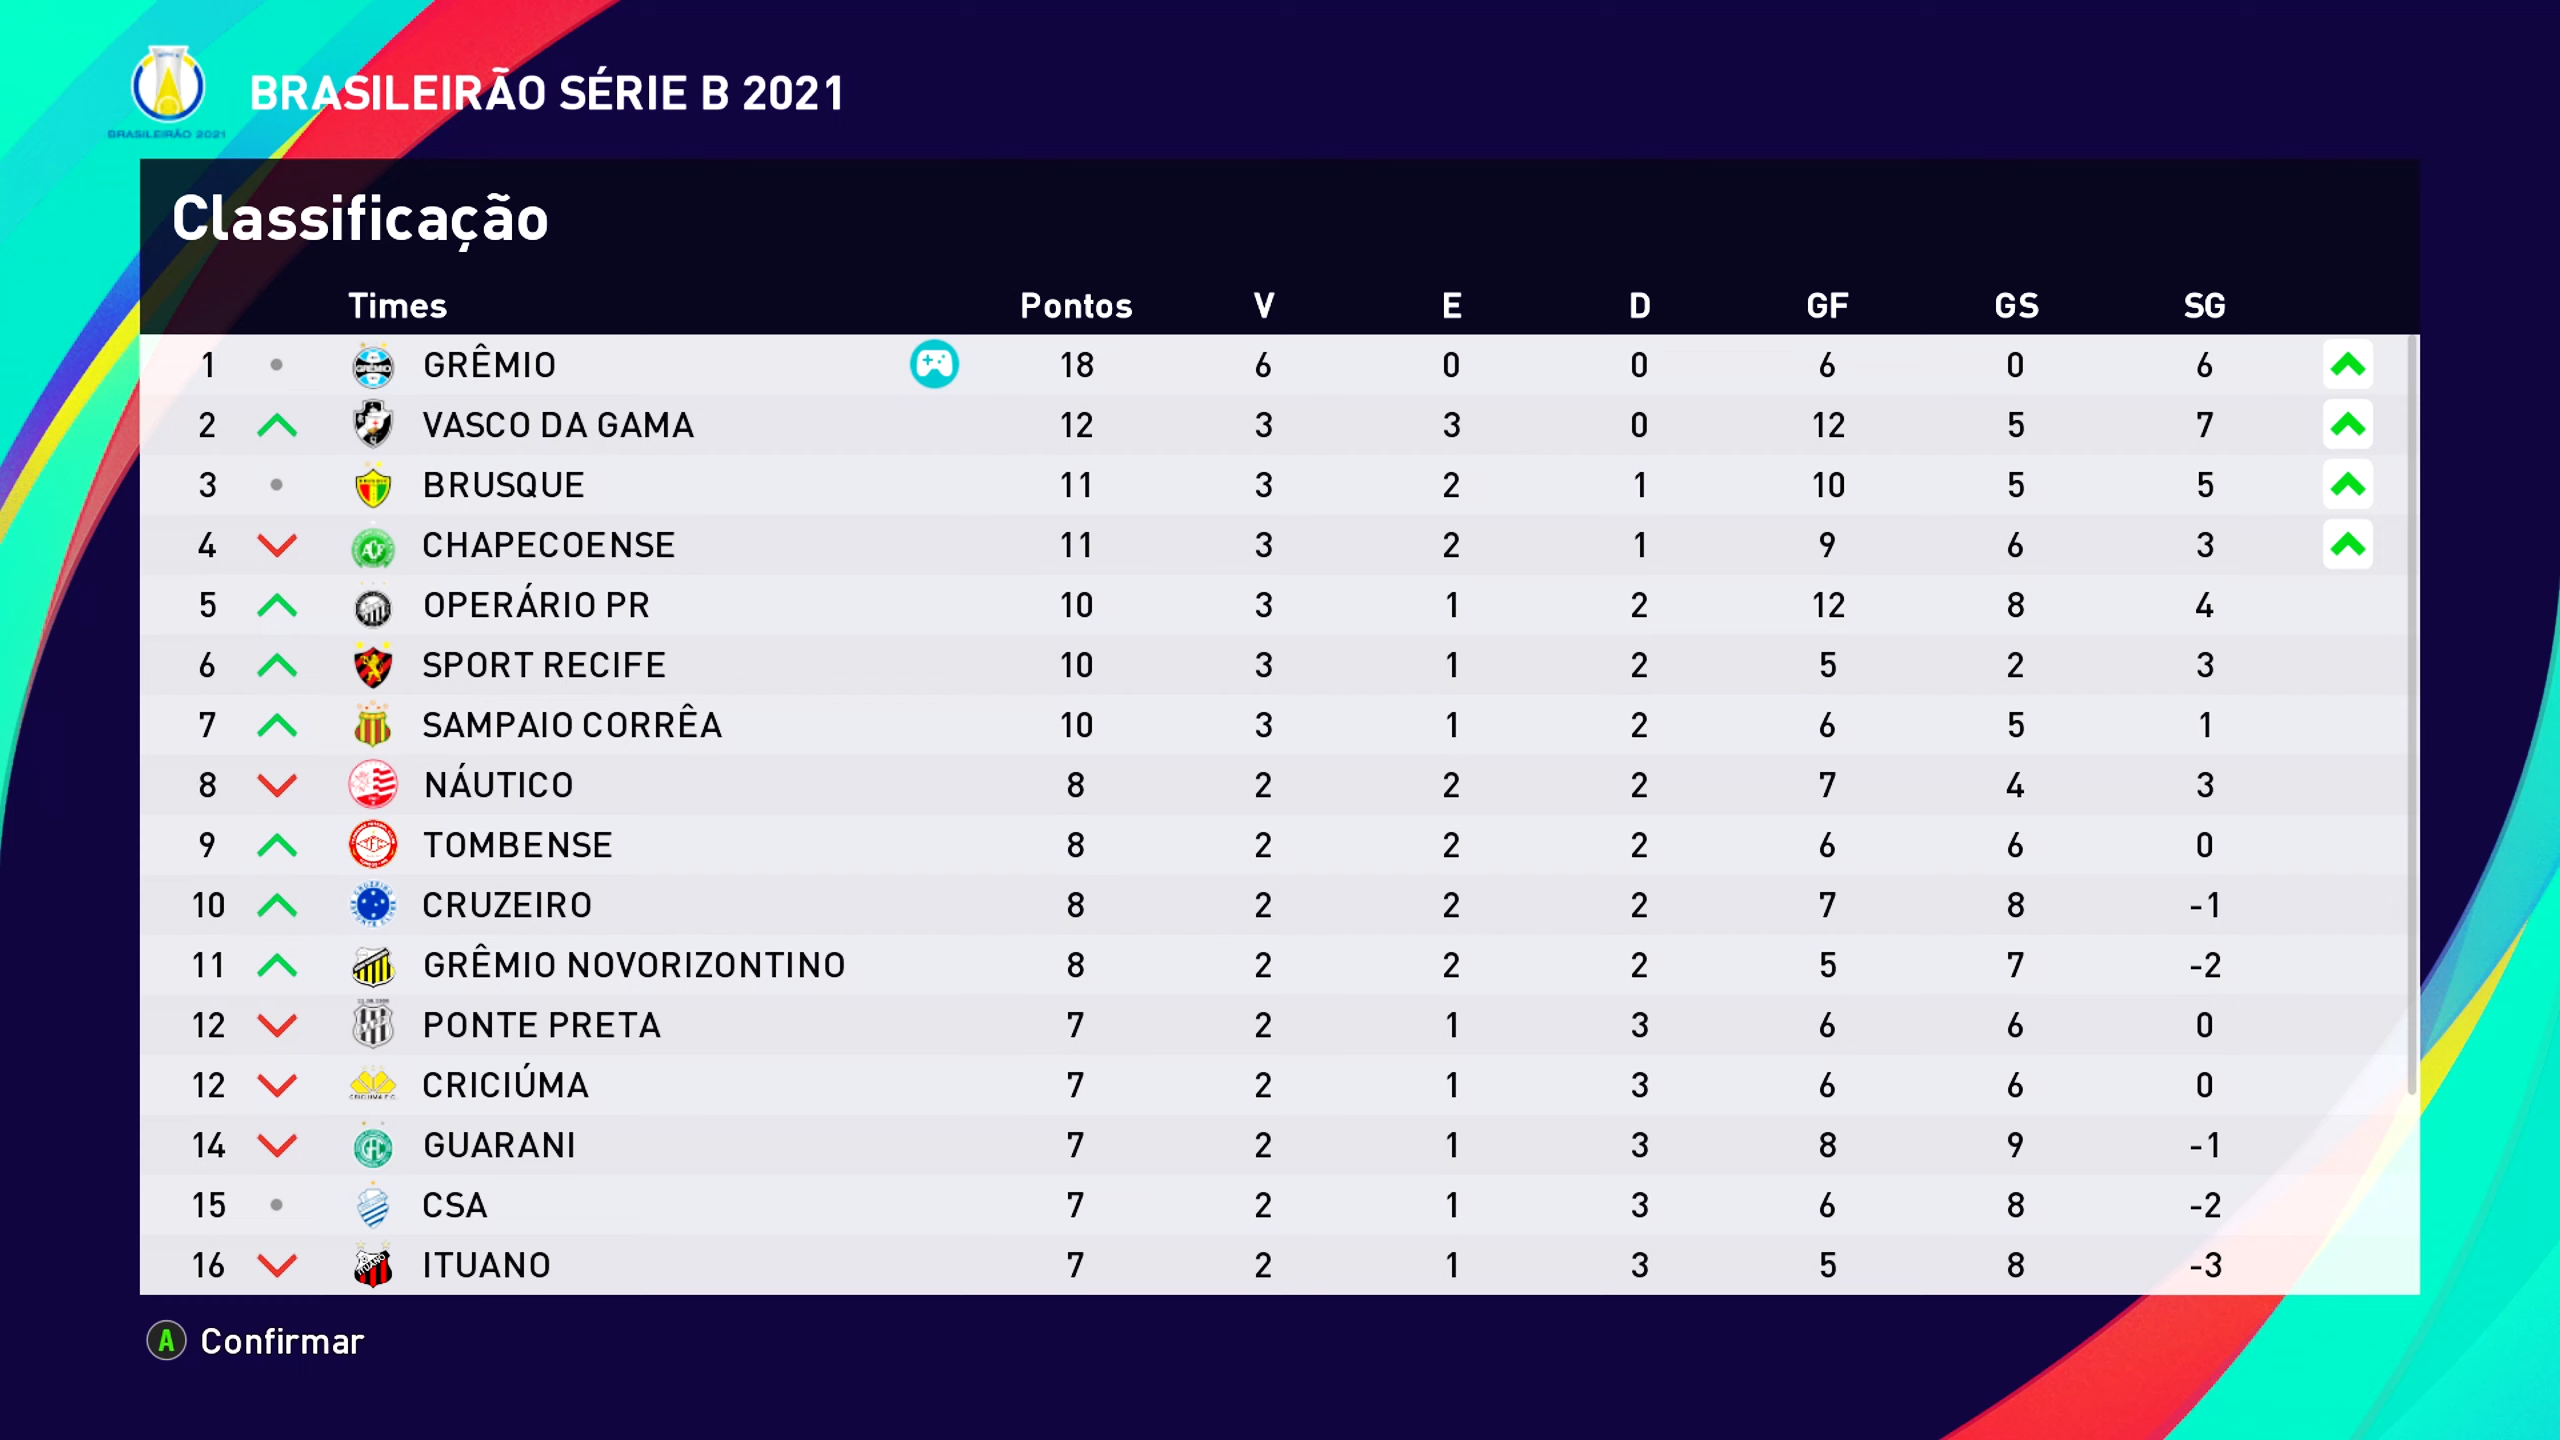 BRASILEIRÃO 2021
BRASILEIRÃO SÉRIE B 2021
Classificação
Times Pontos V E D GF GS SG
1 GRÊMIO 18 6 0 0 6 0 6
2 VASCO DA GAMA 12 3 3 0 12 5 7
3 BRUSQUE 11 3 2 1 10 5 5
4 CHAPECOENSE 11 3 2 1 9 6 3
5 OPERÁRIO PR 10 3 1 2 12 8 4
6 SPORT RECIFE 10 3 1 2 5 2 3
7 SAMPAIO CORRÊA 10 3 1 2 6 5 1
8 NÁUTICO 8 2 2 2 7 4 3
9 TOMBENSE 8 2 2 2 6 6 0
10 CRUZEIRO 8 2 2 2 7 8 -1
11 GRÊMIO NOVORIZONTINO 8 2 2 2 5 7 -2
12 PONTE PRETA 7 2 1 3 6 6 0
12 CRICIÚMA 7 2 1 3 6 6 0
14 GUARANI 7 2 1 3 8 9 -1
15 CSA 7 2 1 3 6 8 -2
16 ITUANO 7 2 1 3 5 8 -3
A Confirmar